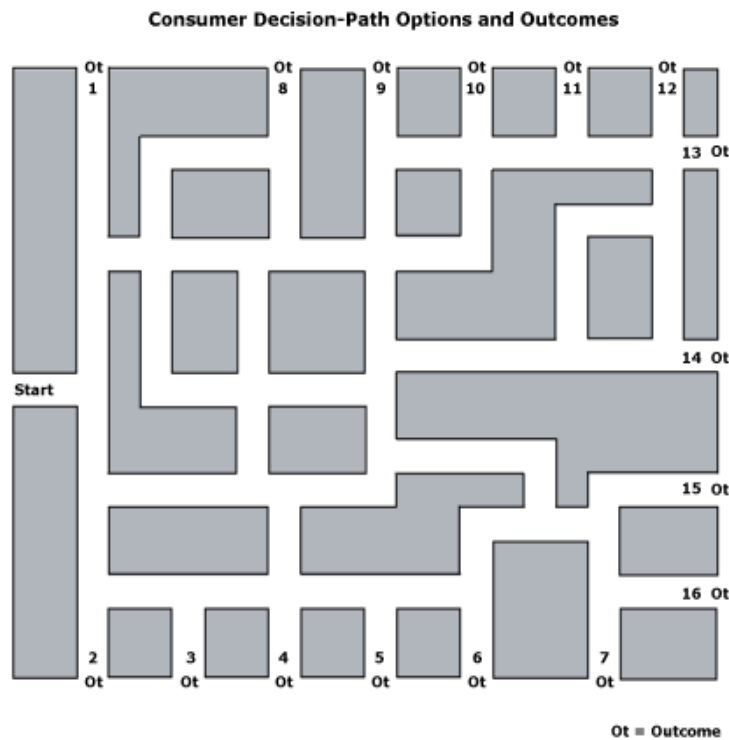 Consumer Decision-Path Options and Outcomes
Ot Ot Ot Ot Ot Ot
1 8 9 10 11 12
13 Ot
14 Ot
Start
15 Ot
16 Ot
2 3 4 5 6 7
Ot Ot Ot Ot Ot Ot
Ot = Outcome